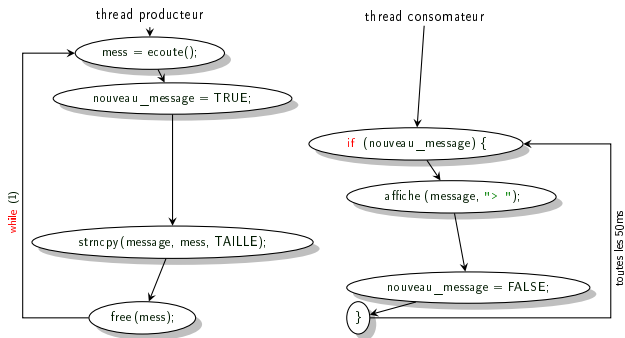 thread producteur
mess = ecoute();
nouveau_message = TRUE;
while (1)
strncpy(message, mess, TAILLE);
free(mess);
thread consomateur
if (nouveau_message) {
affiche(message, "> ");
toutes les 50ms
nouveau_message = FALSE;
}